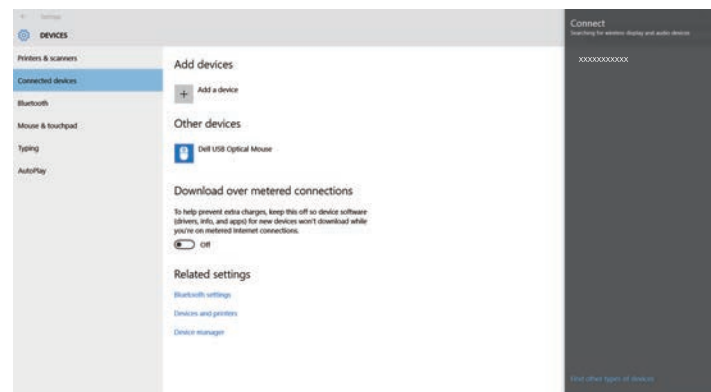 Settings
DEVICES
Printers & scanners
Connected devices
Bluetooth
Mouse & touchpad
Typing
AutoPlay
Add devices
+ Add a device
Other devices
Dell USB Optical Mouse
Download over metered connections
To help prevent extra charges, keep this off so device software
(drivers, info, and apps) for new devices won't download while
you're on metered Internet connections.
Off
Related settings
Bluetooth settings
Devices and printers
Device manager
Connect
Searching for wireless display and audio devices
XXXXXXXXXXX
Find other types of devices